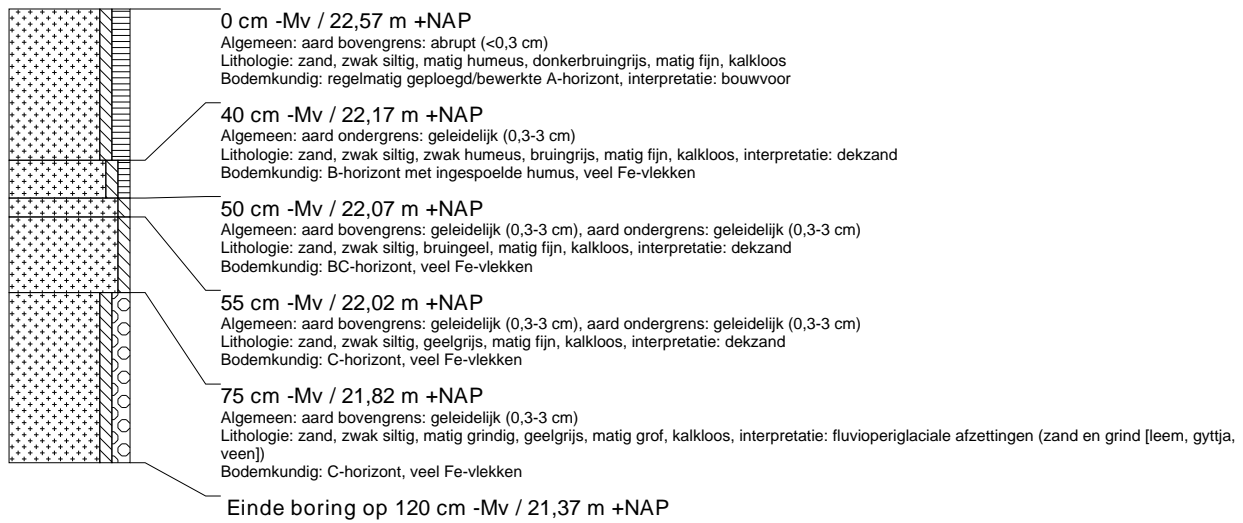 0 cm -Mv / 22,57 m +NAP
Algemeen: aard bovengrens: abrupt (<0,3 cm)
Lithologie: zand, zwak siltig, matig humeus, donkerbruingrijs, matig fijn, kalkloos
Bodemkundig: regelmatig geploegd/bewerkte A-horizont, interpretatie: bouwvoor
40 cm -Mv / 22,17 m +NAP
Algemeen: aard ondergrens: geleidelijk (0,3-3 cm)
Lithologie: zand, zwak siltig, zwak humeus, bruingrijs, matig fijn, kalkloos, interpretatie: dekzand
Bodemkundig: B-horizont met ingespoelde humus, veel Fe-vlekken
50 cm -Mv / 22,07 m +NAP
Algemeen: aard bovengrens: geleidelijk (0,3-3 cm), aard ondergrens: geleidelijk (0,3-3 cm)
Lithologie: zand, zwak siltig, bruingeel, matig fijn, kalkloos, interpretatie: dekzand
Bodemkundig: BC-horizont, veel Fe-vlekken
55 cm -Mv / 22,02 m +NAP
Algemeen: aard bovengrens: geleidelijk (0,3-3 cm), aard ondergrens: geleidelijk (0,3-3 cm)
Lithologie: zand, zwak siltig, geelgrijs, matig fijn, kalkloos, interpretatie: dekzand
Bodemkundig: C-horizont, veel Fe-vlekken
75 cm -Mv / 21,82 m +NAP
Algemeen: aard bovengrens: geleidelijk (0,3-3 cm)
Lithologie: zand, zwak siltig, matig grindig, geelgrijs, matig grof, kalkloos, interpretatie: fluvioperiglaciale afzettingen (zand en grind [leem, gyttja,
veen])
Bodemkundig: C-horizont, veel Fe-vlekken
Einde boring op 120 cm -Mv / 21,37 m +NAP